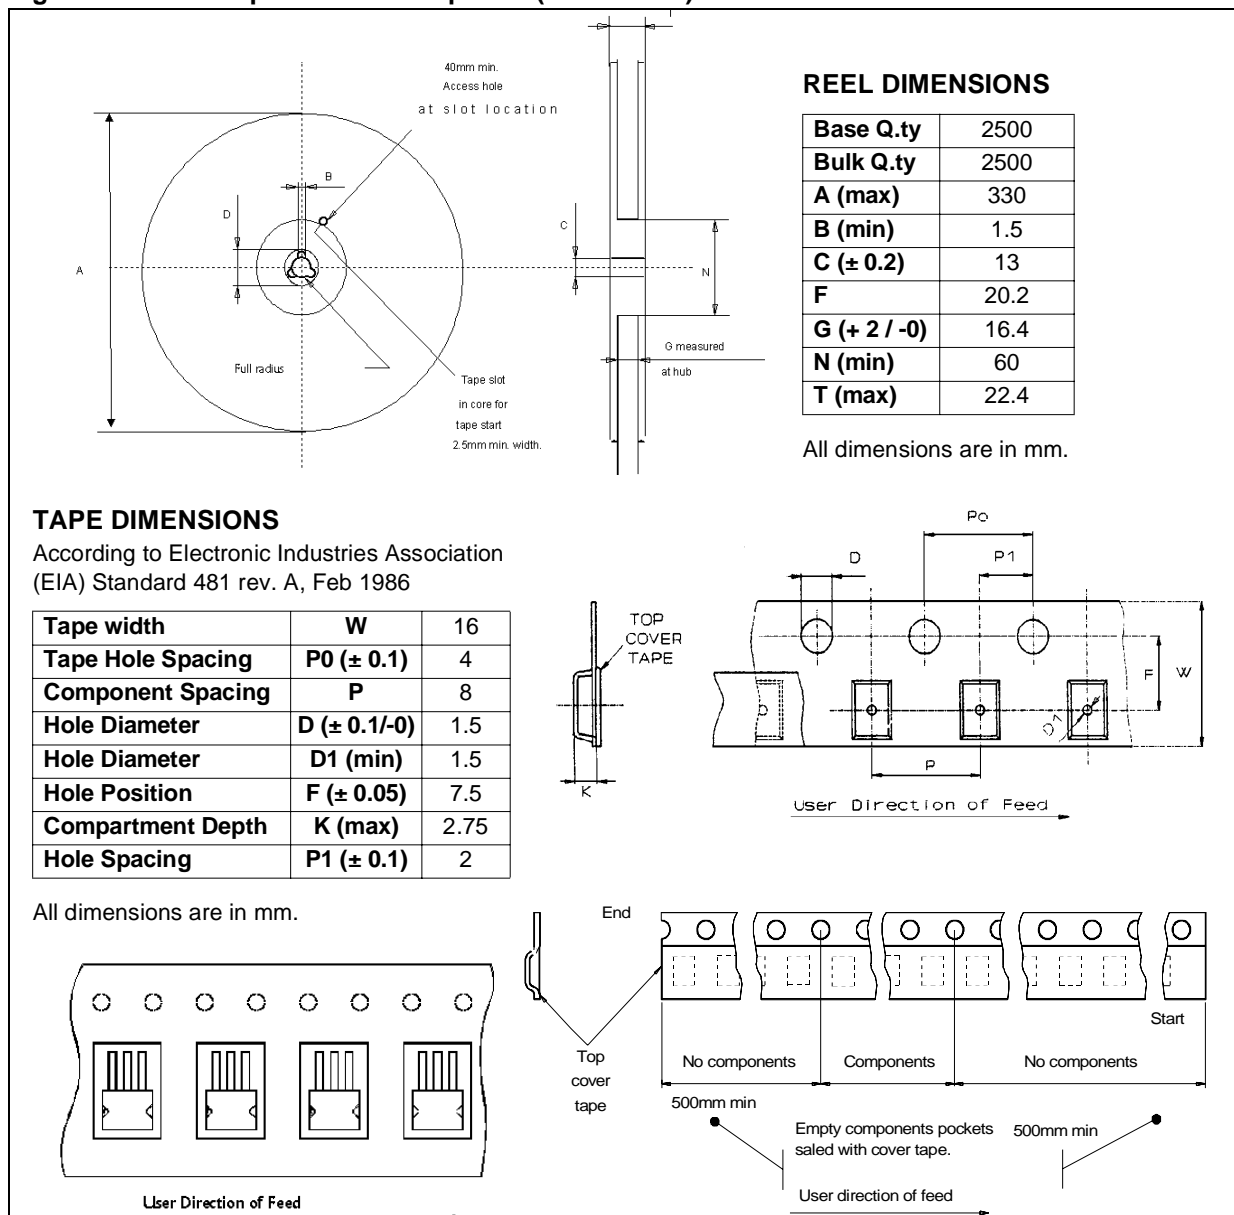 40mm min.
Access hole
at slot location
B
D
A
C
N
Full radius
Tape slot
in core for
tape start
2.5mm min. width.
G measured
at hub
REEL DIMENSIONS
Base Q.ty 2500
Bulk Q.ty 2500
A (max) 330
B (min) 1.5
C (± 0.2) 13
F 20.2
G (+ 2 / -0) 16.4
N (min) 60
T (max) 22.4
All dimensions are in mm.
TAPE DIMENSIONS
According to Electronic Industries Association
(EIA) Standard 481 rev. A, Feb 1986
Tape width W 16
Tape Hole Spacing P0 (± 0.1) 4
Component Spacing P 8
Hole Diameter D (± 0.1/-0) 1.5
Hole Diameter D1 (min) 1.5
Hole Position F (± 0.05) 7.5
Compartment Depth K (max) 2.75
Hole Spacing P1 (± 0.1) 2
All dimensions are in mm.
Po
D
P1
TOP
COVER
TAPE
F
W
D1
P
K
User Direction of Feed
End
Start
Top
cover
tape
No components
Components
No components
500mm min
Empty components pockets
saled with cover tape.
500mm min
User direction of feed
User Direction of Feed